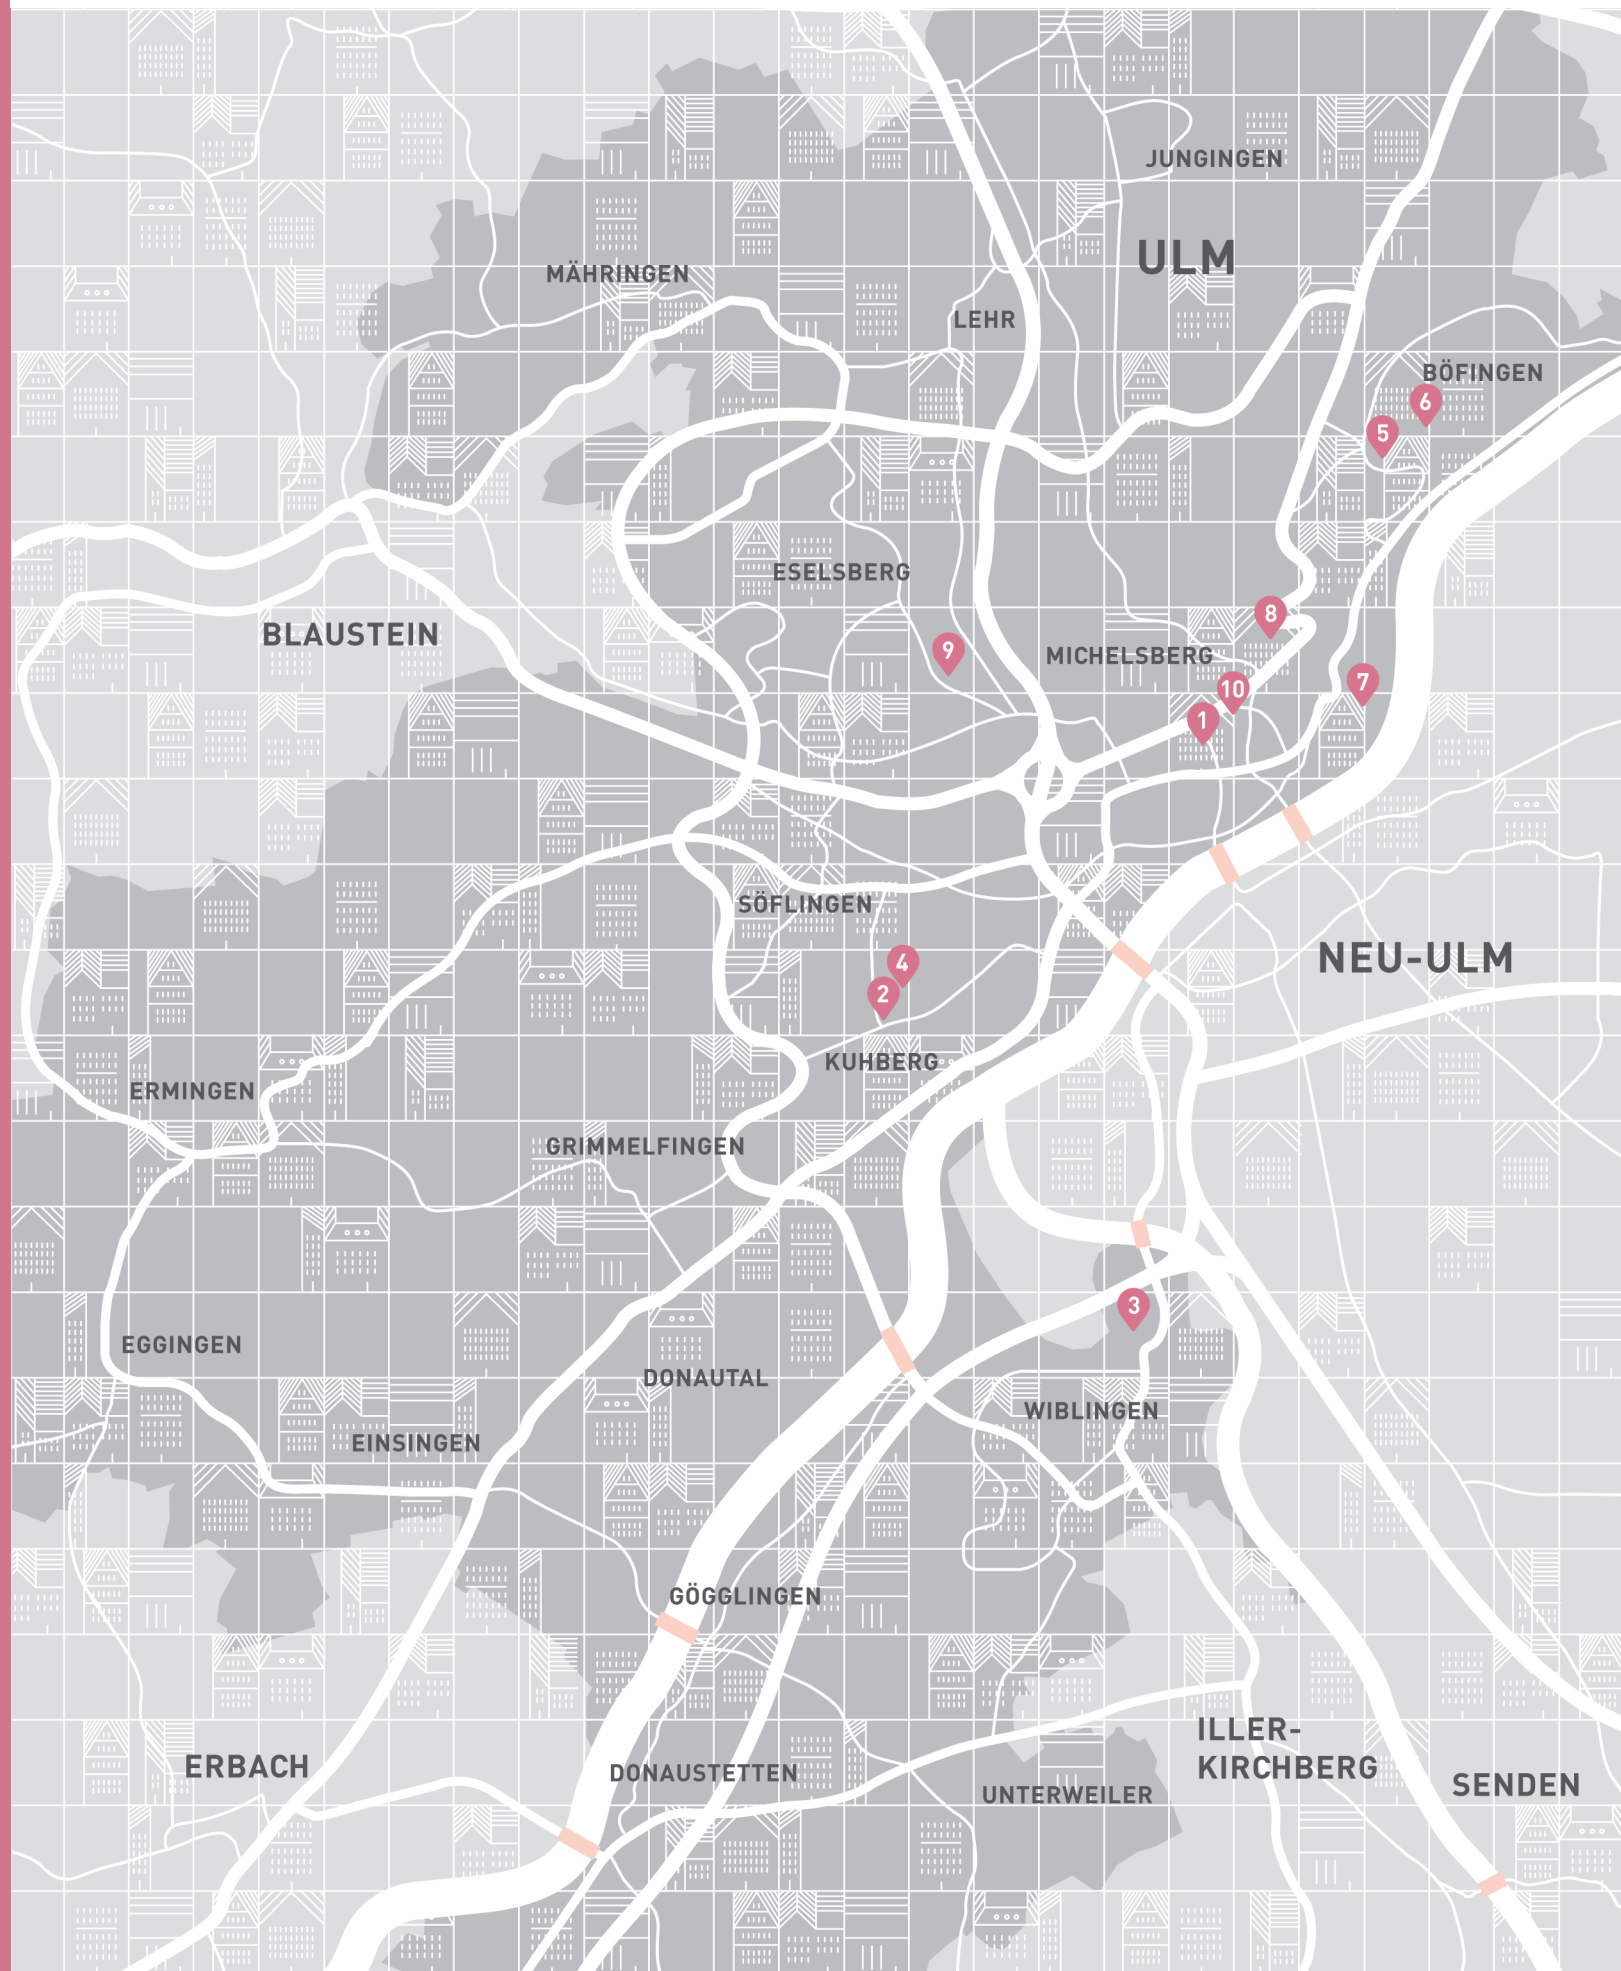 JUNGINGEN
ULM
MÄHRINGEN
LEHR
BÖFINGEN
6
5
ESELSBERG
8
BLAUSTEIN
9
MICHELSBERG
7
10
1
SÖFLINGEN
4
NEU-ULM
2
KUHBERG
ERMINGEN
GRIMMELFINGEN
3
EGGINGEN
DONAUTAL
WIBLINGEN
EINSINGEN
GÖGGLINGEN
ILLER-
KIRCHBERG
ERBACH
DONAUSTETTEN
SENDEN
UNTERWEILER